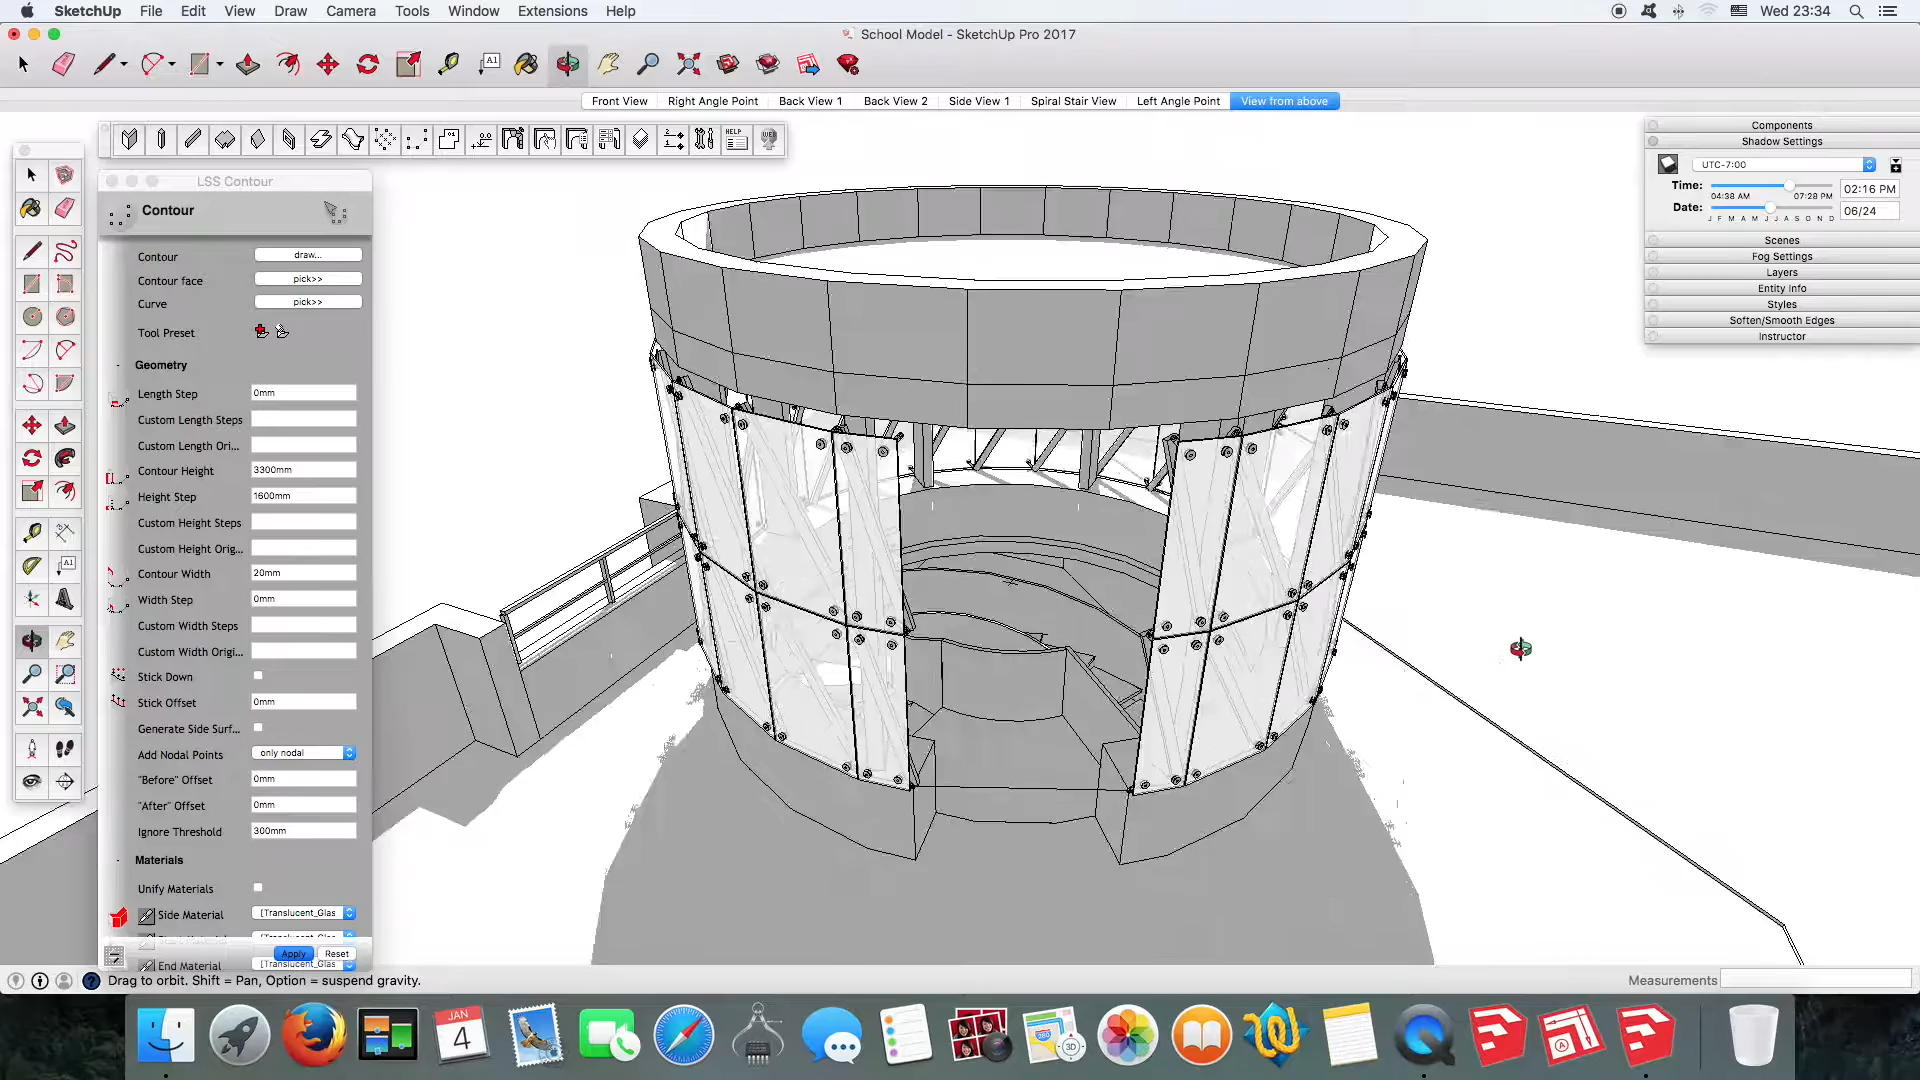 SketchUp File Edit View Draw Camera Tools Window Extensions Help Wed 23:34
School Model - SketchUp Pro 2017
A1
Front View Right Angle Point Back View 1 Back View 2 Side View 1 Spiral Stair View Left Angle Point View from above
HELP WEB
LSS Contour
Contour
Contour draw...
Contour face pick>>
Curve pick>>
Tool Preset
- Geometry
Length Step 0mm
Custom Length Steps
Custom Length Ori...
Contour Height 3300mm
Height Step 1600mm
Custom Height Steps
Custom Height Orig...
Contour Width 20mm
Width Step 0mm
Custom Width Steps
Custom Width Origi...
Stick Down
Stick Offset 0mm
Generate Side Surf...
Add Nodal Points only nodal
"Before" Offset 0mm
"After" Offset 0mm
Ignore Threshold 300mm
- Materials
Unify Materials
Side Material [Translucent_Glas
Apply Reset
End Material [Translucent_Glas
A1
Components
Shadow Settings
UTC-7:00
Time: 02:16 PM
04:38 AM 07:28 PM
Date: 06/24
J F M A M J J A S O N D
Scenes
Fog Settings
Layers
Entity Info
Styles
Soften/Smooth Edges
Instructor
Drag to orbit. Shift = Pan, Option = suspend gravity.
Measurements
JAN
4
280
3D